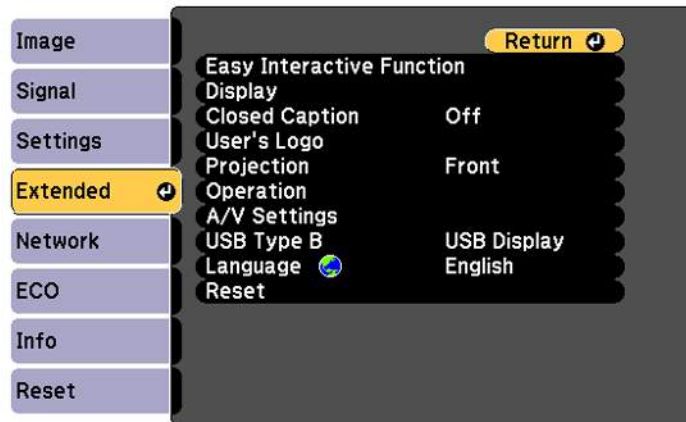 Image
Signal
Settings
Extended
Network
ECO
Info
Reset
Return
Easy Interactive Function
Display
Closed Caption Off
User's Logo
Projection Front
Operation
A/V Settings
USB Type B USB Display
Language English
Reset